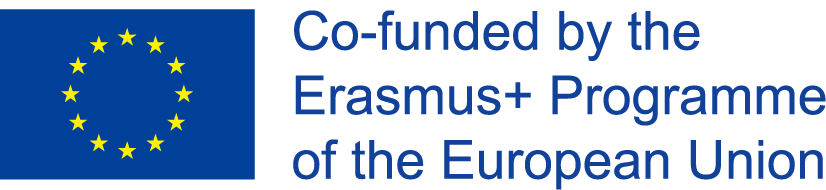 Co-funded by the
Erasmus+ Programme
of the European Union